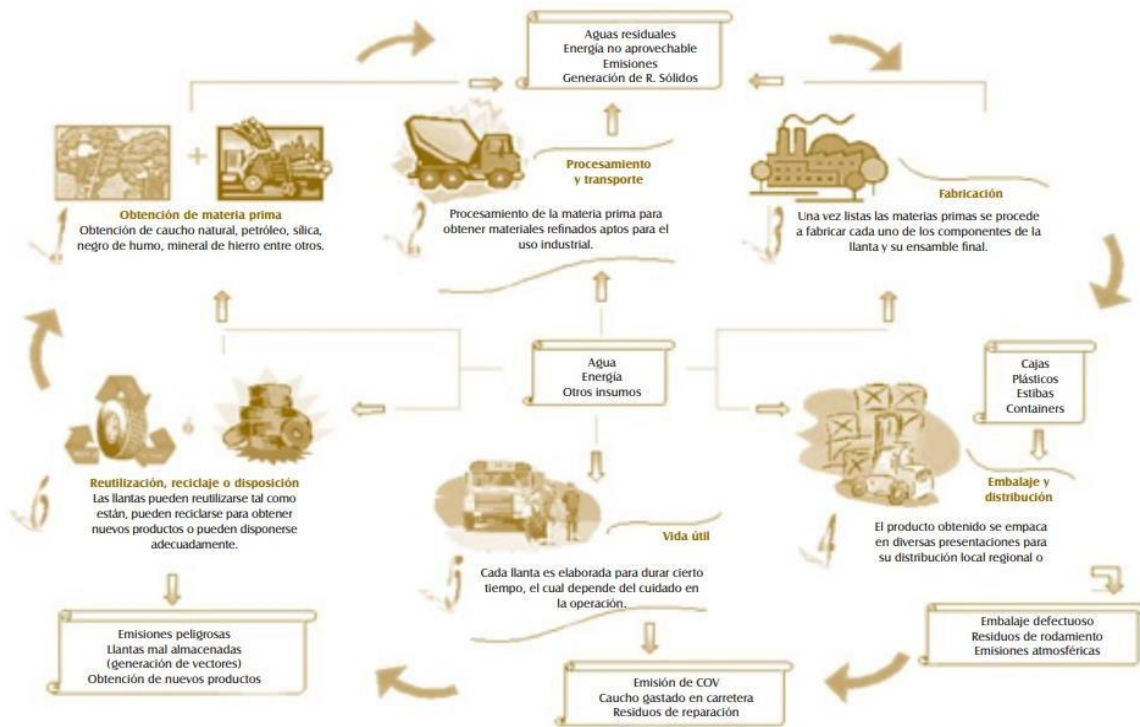 Aguas residuales
Energía no aprovechable
Emisiones
Generación de R. Sólidos
1
Obtención de materia prima
Obtención de caucho natural, petróleo, sílica,
negro de humo, mineral de hierro entre otros.
2
Procesamiento
y transporte
Procesamiento de la materia prima para
obtener materiales refinados aptos para el
uso industrial.
3
Fabricación
Una vez listas las materias primas se procede
a fabricar cada uno de los componentes de la
llanta y su ensamble final.
Agua
Energía
Otros insumos
Cajas
Plásticos
Estibas
Containers
4
Embalaje y
distribución
El producto obtenido se empaca
en diversas presentaciones para
su distribución local regional o
Embalaje defectuoso
Residuos de rodamiento
Emisiones atmosféricas
5
Vida útil
Cada llanta es elaborada para durar cierto
tiempo, el cual depende del cuidado en
la operación.
Emisión de COV
Caucho gastado en carretera
Residuos de reparación
6
ó
Reutilización, reciclaje o disposición
Las llantas pueden reutilizarse tal como
están, pueden reciclarse para obtener
nuevos productos o pueden disponerse
adecuadamente.
Emisiones peligrosas
Llantas mal almacenadas
(generación de vectores)
Obtención de nuevos productos